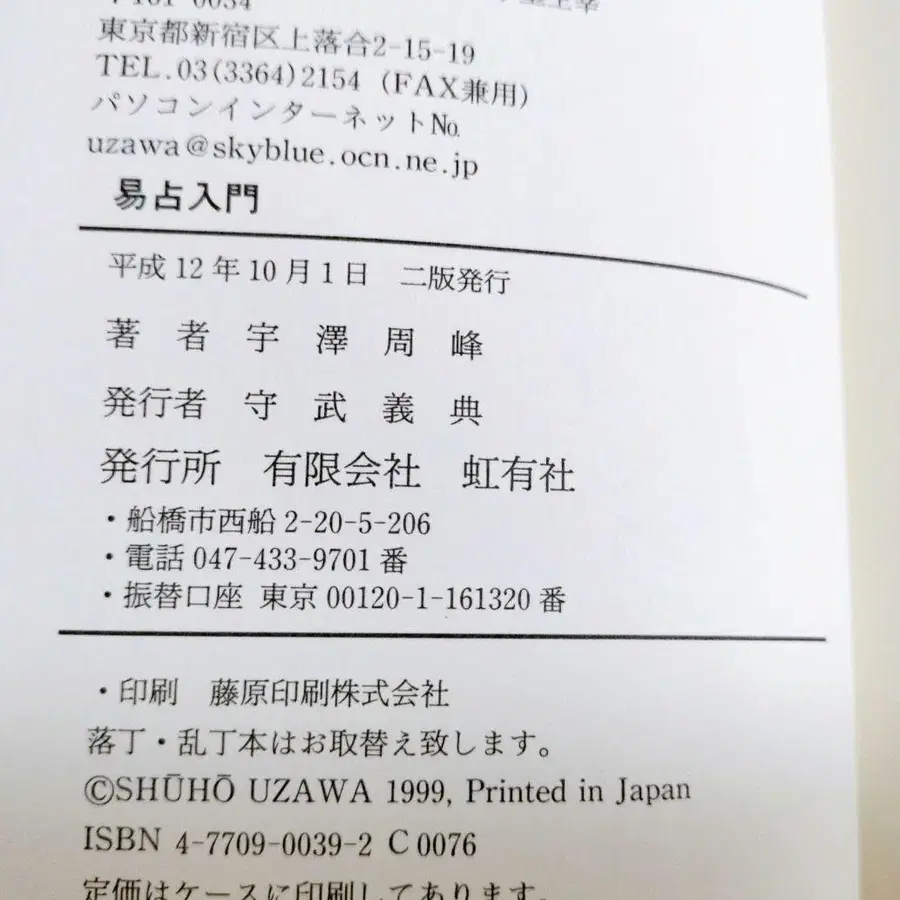 東京都新宿区上落合2-15-19
TEL.03(3364)2154 (FAX兼用)
パソコンインターネット№
uzawa@skyblue.ocn.ne.jp
易占入門
平成12年10月1日 二版発行
著者 宇澤周峰
発行者 守武義典
発行所 有限会社 虹有社
・船橋市西船2-20-5-206
・電話 047-433-9701番
・振替口座 東京00120-1-161320番
・印刷 藤原印刷株式会社
落丁・乱丁本はお取替え致します。
©SHŪHŌ UZAWA 1999, Printed in Japan
ISBN 4-7709-0039-2 C0076
定価はケースに印刷してあります。